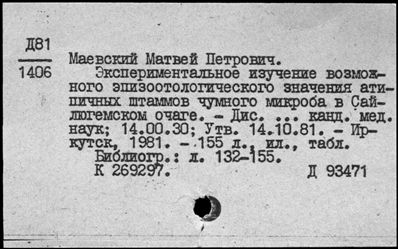 Д81
1406
Маевский Матвей Петрович.
Экспериментальное изучение возмож-
ного эпизоотологического значения ати-
пичных штаммов чумного микроба в Сай-
люгемском очаге. - Дис. ... канд. мед.
наук; 14.00.30; Утв. 14.10.81. - Ир-
кутск, 1981. - 155 л., ил., табл.
Библиогр.: л. 132-155.
К 269297. Д 93471